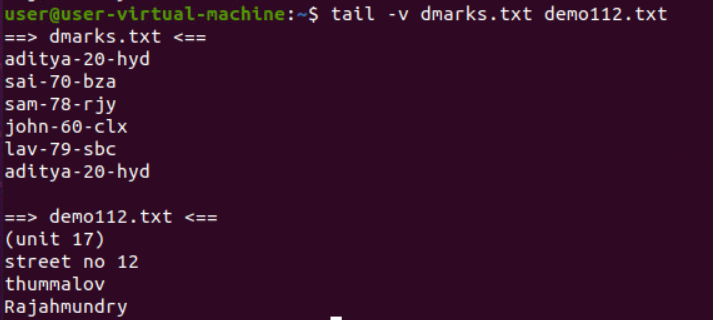 user@user-virtual-machine:~$ tail -v dmarks.txt demo112.txt
==> dmarks.txt <==
aditya-20-hyd
sai-70-bza
sam-78-rjy
john-60-clx
lav-79-sbc
aditya-20-hyd

==> demo112.txt <==
(unit 17)
street no 12
thummalov
Rajahmundry